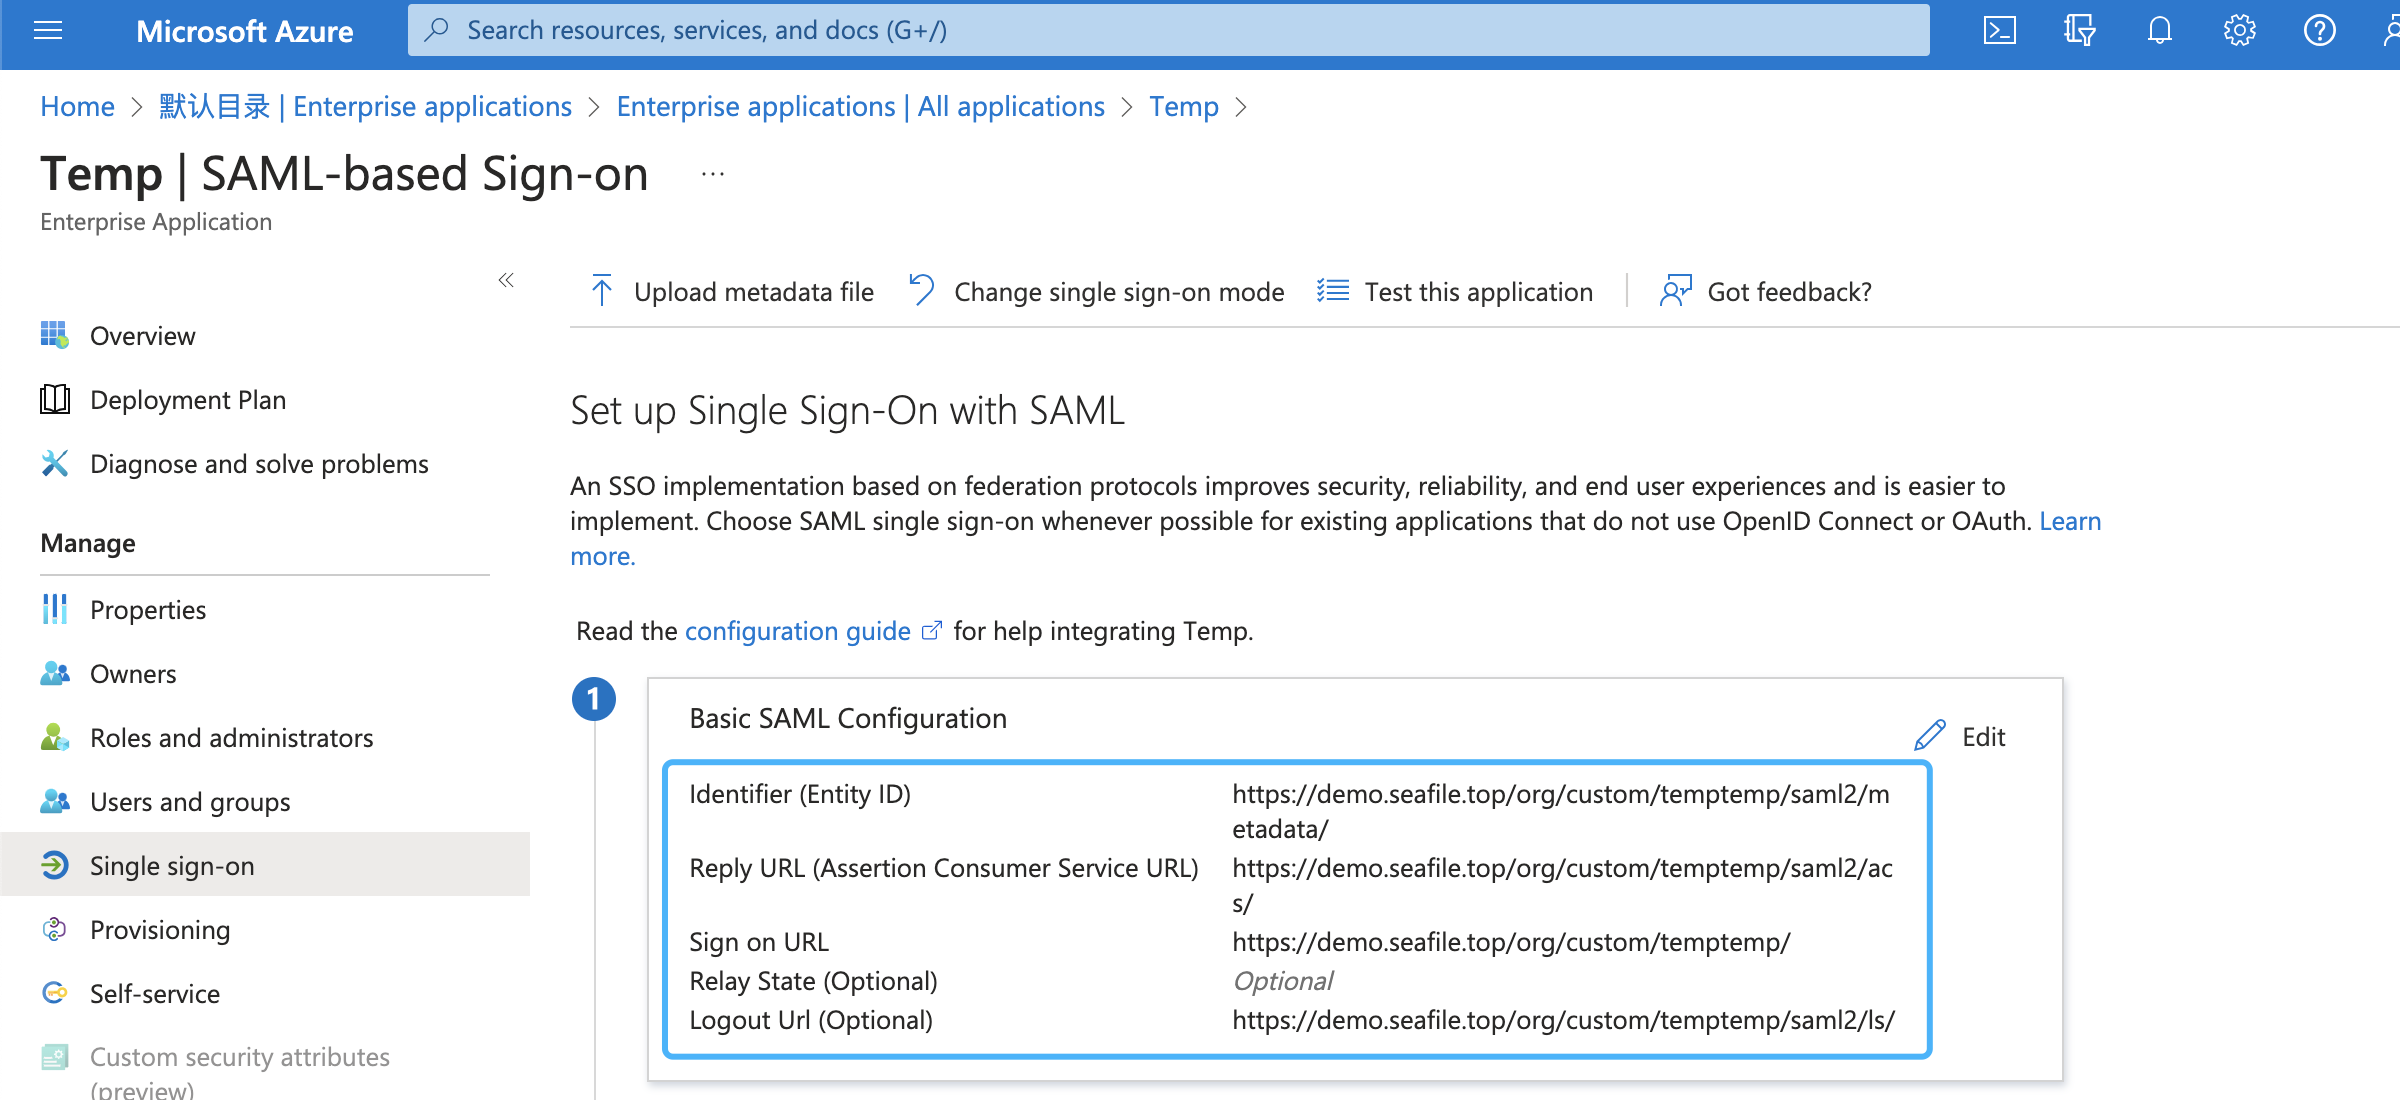 Microsoft Azure
Search resources, services, and docs (G+/)
Home > 默认目录 | Enterprise applications > Enterprise applications | All applications > Temp >
Temp | SAML-based Sign-on ...
Enterprise Application
«
Upload metadata file Change single sign-on mode Test this application | Got feedback?
Overview
Deployment Plan
Diagnose and solve problems
Manage
Properties
Owners
Roles and administrators
Users and groups
Single sign-on
Provisioning
Self-service
Custom security attributes
(preview)
Set up Single Sign-On with SAML
An SSO implementation based on federation protocols improves security, reliability, and end user experiences and is easier to
implement. Choose SAML single sign-on whenever possible for existing applications that do not use OpenID Connect or OAuth. Learn
more.
Read the configuration guide for help integrating Temp.
1
Basic SAML Configuration
Edit
Identifier (Entity ID) https://demo.seafile.top/org/custom/temptemp/saml2/m
etadata/
Reply URL (Assertion Consumer Service URL) https://demo.seafile.top/org/custom/temptemp/saml2/ac
s/
Sign on URL https://demo.seafile.top/org/custom/temptemp/
Relay State (Optional) Optional
Logout Url (Optional) https://demo.seafile.top/org/custom/temptemp/saml2/ls/